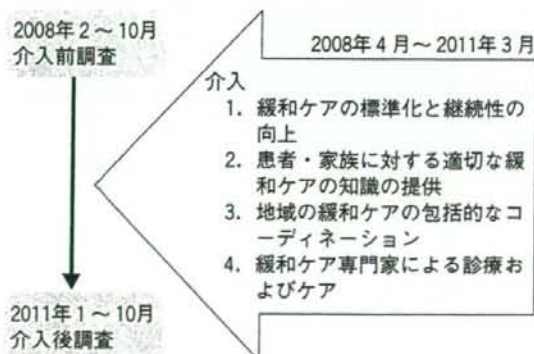 2008年2～10月
介入前調査
2008年4月～2011年3月
介入
1. 緩和ケアの標準化と継続性の
向上
2. 患者・家族に対する適切な緩
和ケアの知識の提供
3. 地域の緩和ケアの包括的なコ
ーディネーション
4. 緩和ケア専門家による診療お
よびケア
2011年1～10月
介入後調査